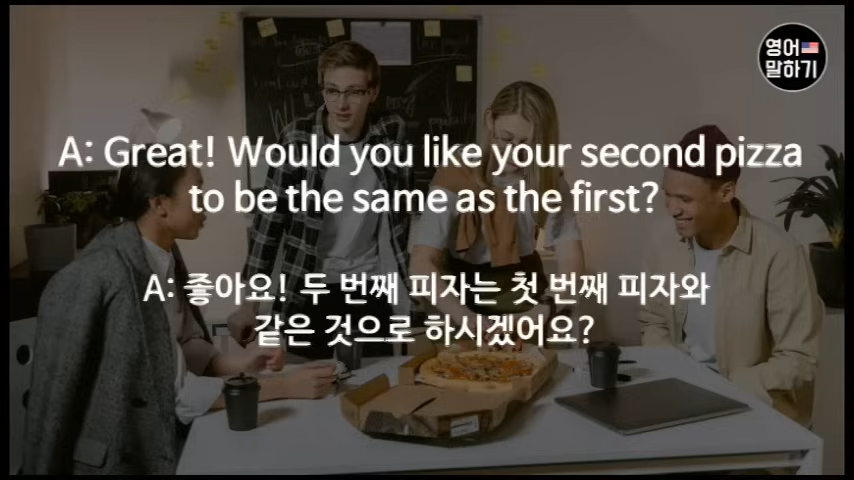 영어
말하기
A: Great! Would you like your second pizza
to be the same as the first?
A: 좋아요! 두 번째 피자는 첫 번째 피자와
같은 것으로 하시겠어요?